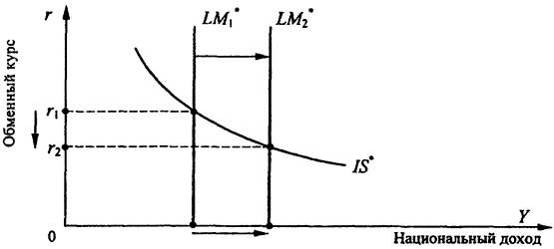 r
LM₁*
LM₂*
Обменный курс
r₁
r₂
IS*
0
Y
Национальный доход